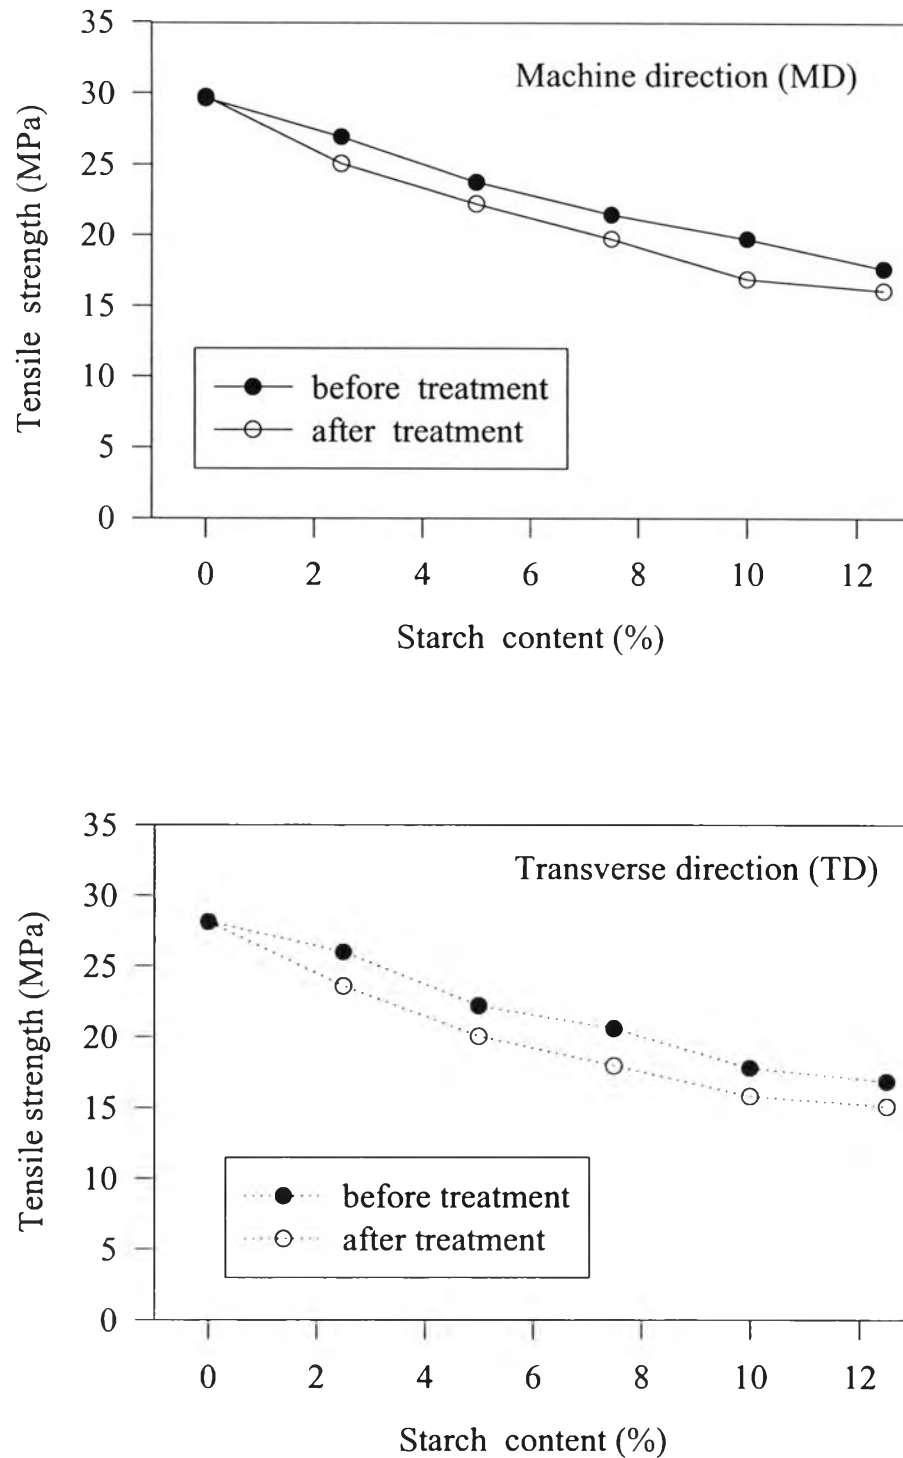 35
Machine direction (MD)
30
25
20
15
10
5
0
Tensile strength (MPa)
before treatment
after treatment
0 2 4 6 8 10 12
Starch content (%)
35
Transverse direction (TD)
30
25
20
15
10
5
0
Tensile strength (MPa)
before treatment
after treatment
0 2 4 6 8 10 12
Starch content (%)